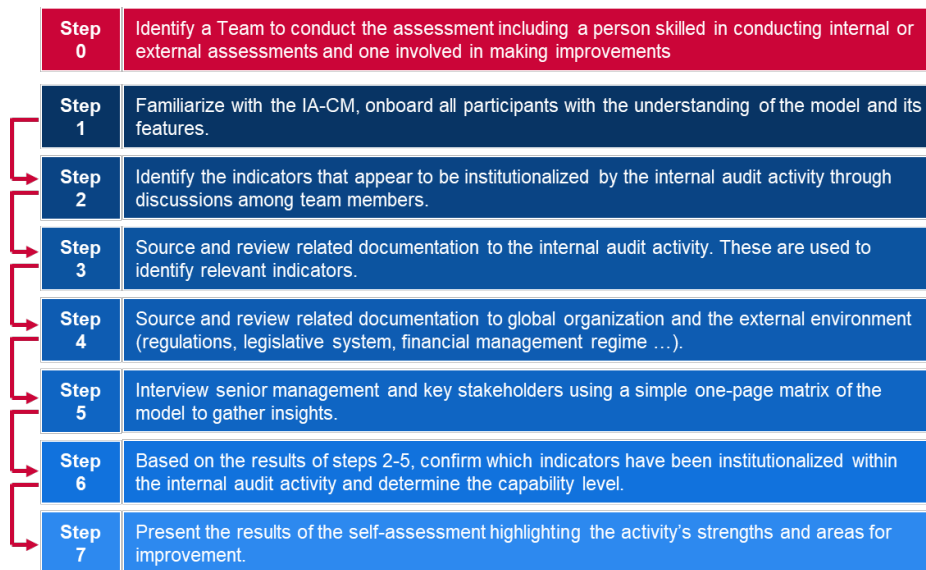 Step
0
Identify a Team to conduct the assessment including a person skilled in conducting internal or
external assessments and one involved in making improvements
Step
1
Familiarize with the IA-CM, onboard all participants with the understanding of the model and its
features.
Step
2
Identify the indicators that appear to be institutionalized by the internal audit activity through
discussions among team members.
Step
3
Source and review related documentation to the internal audit activity. These are used to
identify relevant indicators.
Step
4
Source and review related documentation to global organization and the external environment
(regulations, legislative system, financial management regime …).
Step
5
Interview senior management and key stakeholders using a simple one-page matrix of the
model to gather insights.
Step
6
Based on the results of steps 2-5, confirm which indicators have been institutionalized within
the internal audit activity and determine the capability level.
Step
7
Present the results of the self-assessment highlighting the activity's strengths and areas for
improvement.